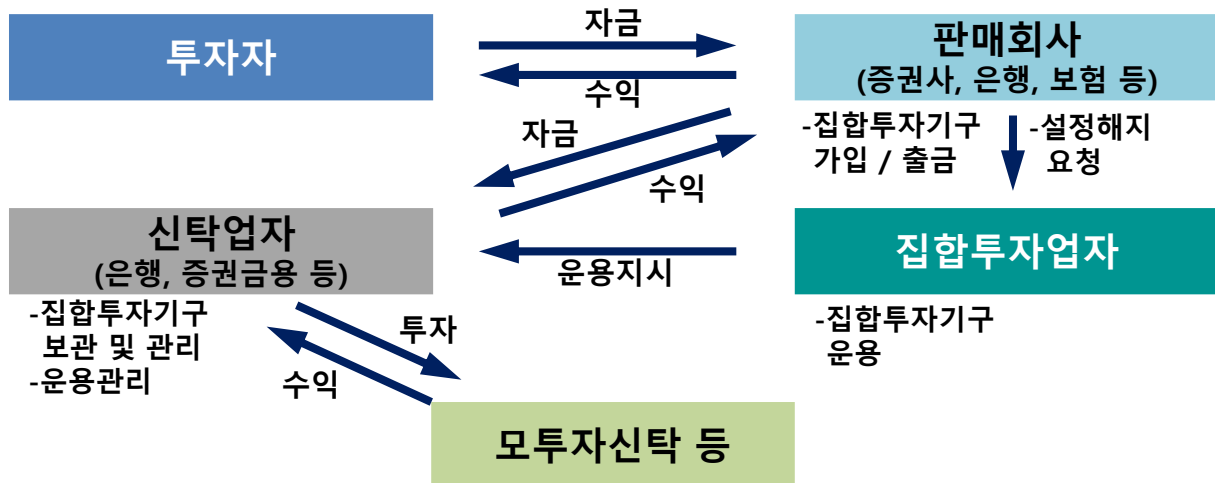 투자자
자금
수익
판매회사
(증권사, 은행, 보험 등)
-집합투자기구
가입 / 출금
-설정해지
요청
자금
수익
신탁업자
(은행, 증권금용 등)
-집합투자기구
보관 및 관리
-운용관리
운용지시
집합투자업자
-집합투자기구
운용
투자
수익
모투자신탁 등